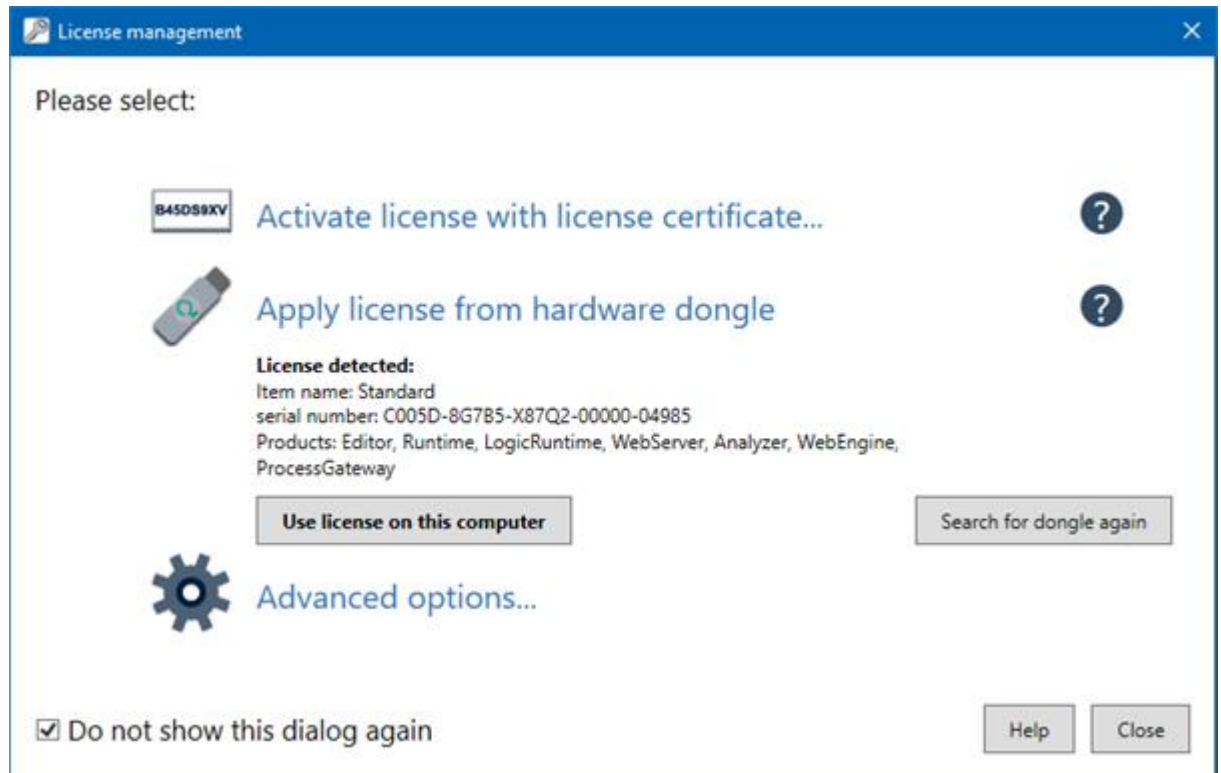 License management
Please select:
B45DS9XV
Activate license with license certificate...
?
Apply license from hardware dongle
?
License detected:
Item name: Standard
serial number: C005D-8G7B5-X87Q2-00000-04985
Products: Editor, Runtime, LogicRuntime, WebServer, Analyzer, WebEngine,
ProcessGateway
Use license on this computer
Search for dongle again
Advanced options...
Do not show this dialog again
Help
Close